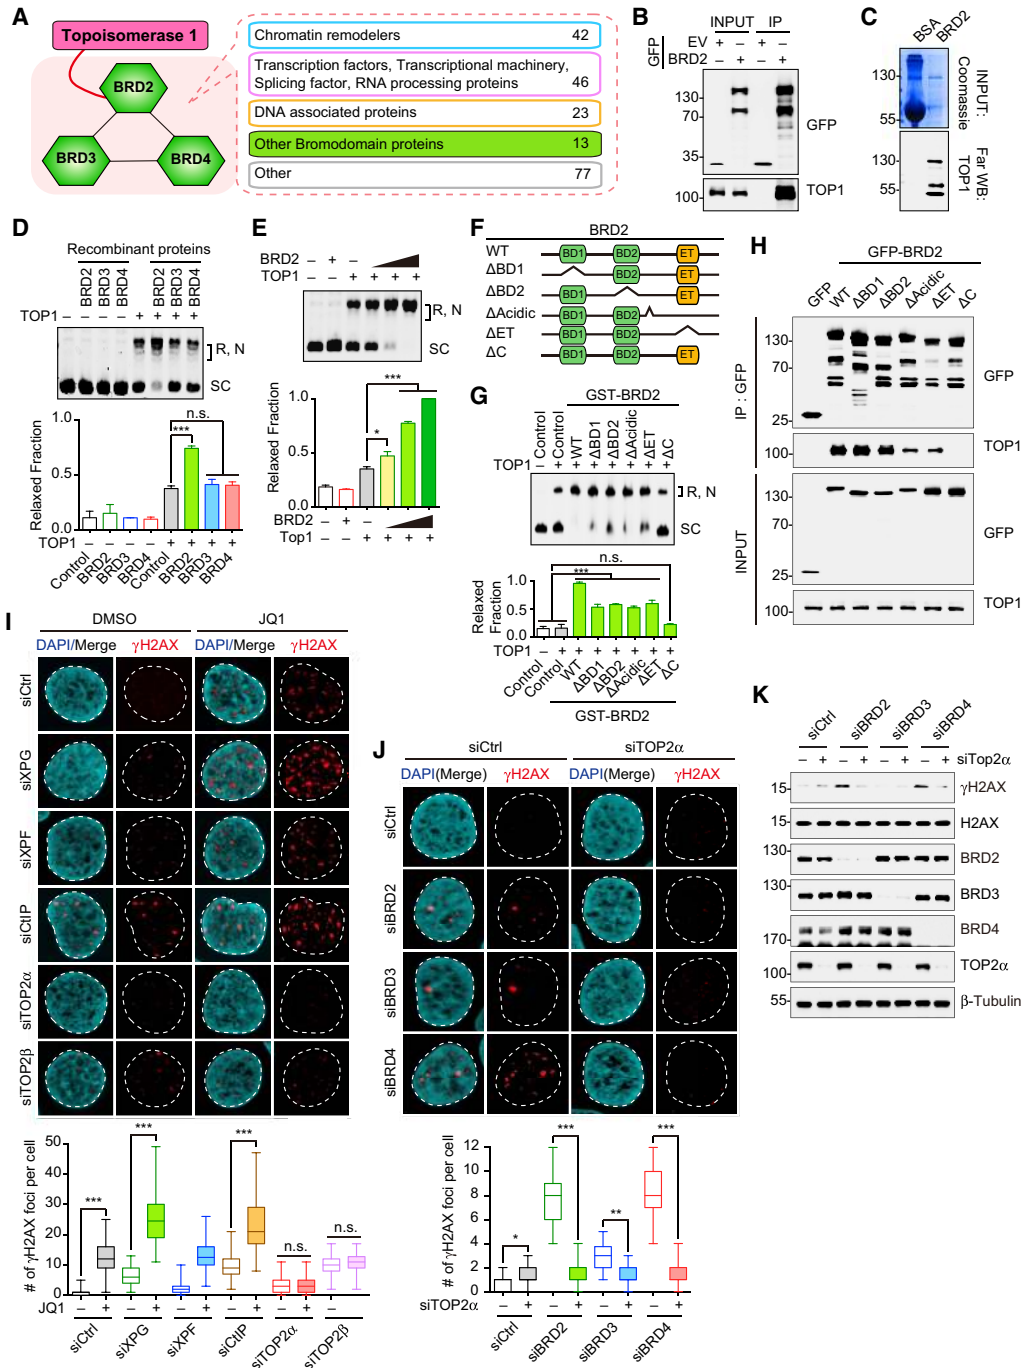 A
Topoisomerase 1
BRD2
BRD3
BRD4
Chromatin remodelers 42
Transcription factors, Transcriptional machinery,
Splicing factor, RNA processing proteins 46
DNA associated proteins 23
Other Bromodomain proteins 13
Other 77
B
INPUT IP
GFP
EV + – + –
BRD2 – + – +
130
70
35
GFP
100
TOP1
C
BSA
BRD2
130
55
INPUT:
Coomassie
130
55
Far WB:
TOP1
D
Recombinant proteins
BRD2
BRD3
BRD4
BRD2
BRD3
BRD4
TOP1 – – – – + + + +
R, N
SC
n.s.
***
Relaxed Fraction
1.0
0.5
0.0
TOP1 – – – – + + + +
Control
BRD2
BRD3
BRD4
Control
BRD2
BRD3
BRD4
E
BRD2 – + –
TOP1 – – + + + +
R, N
SC
***
*
Relaxed Fraction
1.0
0.5
0.0
BRD2 – + –
Top1 – – + + + +
F
BRD2
WT BD1 BD2 ET
ΔBD1 BD2 ET
ΔBD2 BD1 ET
ΔAcidic BD1 BD2
ΔET BD1 BD2
ΔC BD1 BD2 ET
G
GST-BRD2
Control
Control
WT
ΔBD1
ΔBD2
ΔAcidic
ΔET
ΔC
TOP1 – + + + + + + +
R, N
SC
n.s.
***
Relaxed
Fraction
1.0
0.5
0.0
TOP1 – + + + + + + +
Control
Control
WT
ΔBD1
ΔBD2
ΔAcidic
ΔET
ΔC
GST-BRD2
H
GFP-BRD2
GFP
WT
ΔBD1
ΔBD2
ΔAcidic
ΔET
ΔC
IP : GFP
130
70
25
GFP
100
TOP1
INPUT
130
70
25
GFP
100
TOP1
I
DMSO JQ1
DAPI/Merge γH2AX DAPI/Merge γH2AX
siCtrl
siXPG
siXPF
siCtIP
siTOP2α
siTOP2β
# of γH2AX foci per cell
50
40
30
20
10
0
***
***
***
n.s.
n.s.
JQ1 – + – + – + – + – + – +
siCtrl
siXPG
siXPF
siCtIP
siTOP2α
siTOP2β
J
siCtrl siTOP2α
DAPI(Merge) γH2AX DAPI(Merge) γH2AX
siCtrl
siBRD2
siBRD3
siBRD4
# of γH2AX foci per cell
12
10
8
6
4
2
0
*
***
**
***
siTOP2α – + – + – + – +
siCtrl
siBRD2
siBRD3
siBRD4
K
siCtrl
siBRD2
siBRD3
siBRD4
– + – + – + – + siTop2α
15 γH2AX
15 H2AX
130 BRD2
130 BRD3
170 BRD4
100 TOP2α
55 β-Tubulin